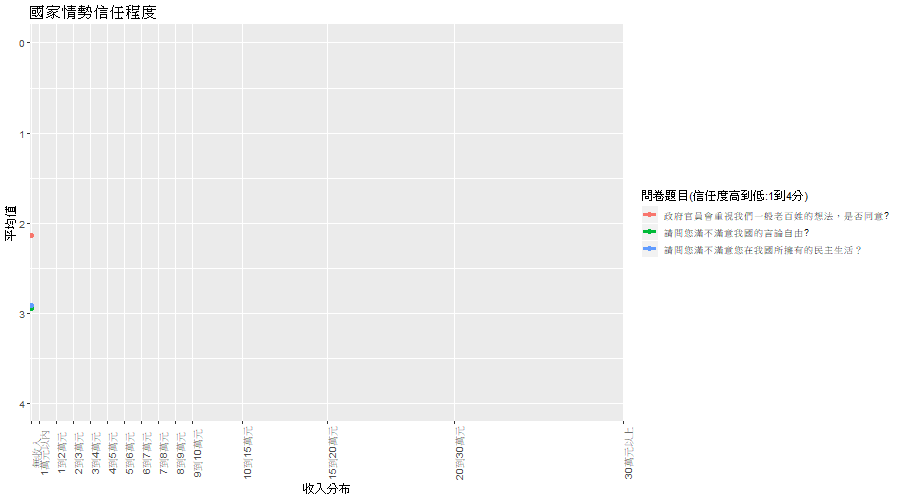 國家情勢信任程度
0
1
2
3
4
平均值
無收入
1萬元以內
1到2萬元
2到3萬元
3到4萬元
4到5萬元
5到6萬元
6到7萬元
7到8萬元
8到9萬元
9到10萬元
10到15萬元
15到20萬元
20到30萬元
30萬元以上
收入分布
問卷題目(信任度高到低:1到4分)
政府官員會重視我們一般老百姓的想法，是否同意?
請問您滿不滿意我國的言論自由?
請問您滿不滿意您在我國所擁有的民主生活？